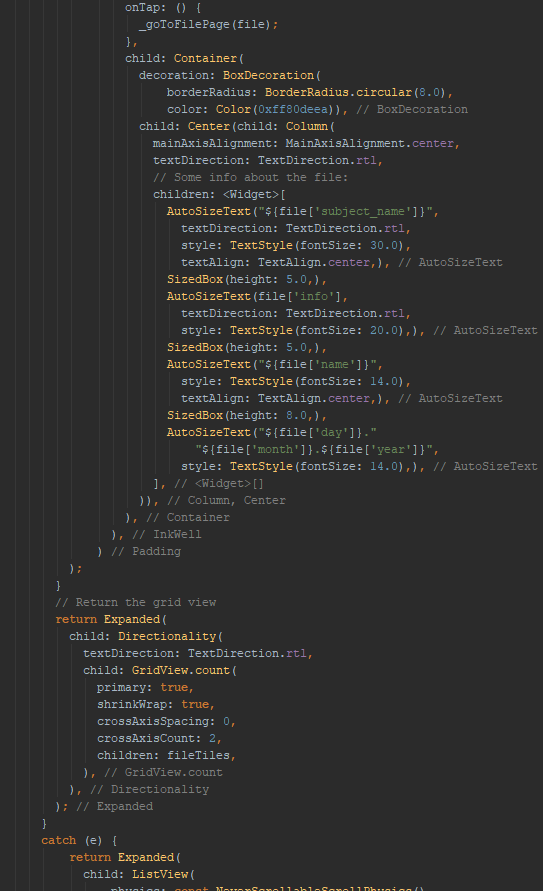 onTap: () {
_goToFilePage(file);
},
child: Container(
decoration: BoxDecoration(
borderRadius: BorderRadius.circular(8.0),
color: Color(0xff80deea)), // BoxDecoration
child: Center(child: Column(
mainAxisAlignment: MainAxisAlignment.center,
textDirection: TextDirection.rtl,
// Some info about the file:
children: <Widget>[
AutoSizeText("${file['subject_name']}",
textDirection: TextDirection.rtl,
style: TextStyle(fontSize: 30.0),
textAlign: TextAlign.center,), // AutoSizeText
SizedBox(height: 5.0,),
AutoSizeText(file['info'],
textDirection: TextDirection.rtl,
style: TextStyle(fontSize: 20.0),), // AutoSizeText
SizedBox(height: 5.0,),
AutoSizeText("${file['name']}",
style: TextStyle(fontSize: 14.0),
textAlign: TextAlign.center,), // AutoSizeText
SizedBox(height: 8.0,),
AutoSizeText("${file['day']}."
"${file['month']}.${file['year']}",
style: TextStyle(fontSize: 14.0),), // AutoSizeText
], // <Widget>[]
)), // Column, Center
), // Container
), // InkWell
) // Padding
);
}
// Return the grid view
return Expanded(
child: Directionality(
textDirection: TextDirection.rtl,
child: GridView.count(
primary: true,
shrinkWrap: true,
crossAxisSpacing: 0,
crossAxisCount: 2,
children: fileTiles,
), // GridView.count
), // Directionality
); // Expanded
}
catch (e) {
return Expanded(
child: ListView(
physics: const NeverScrollableScrollPhysics()